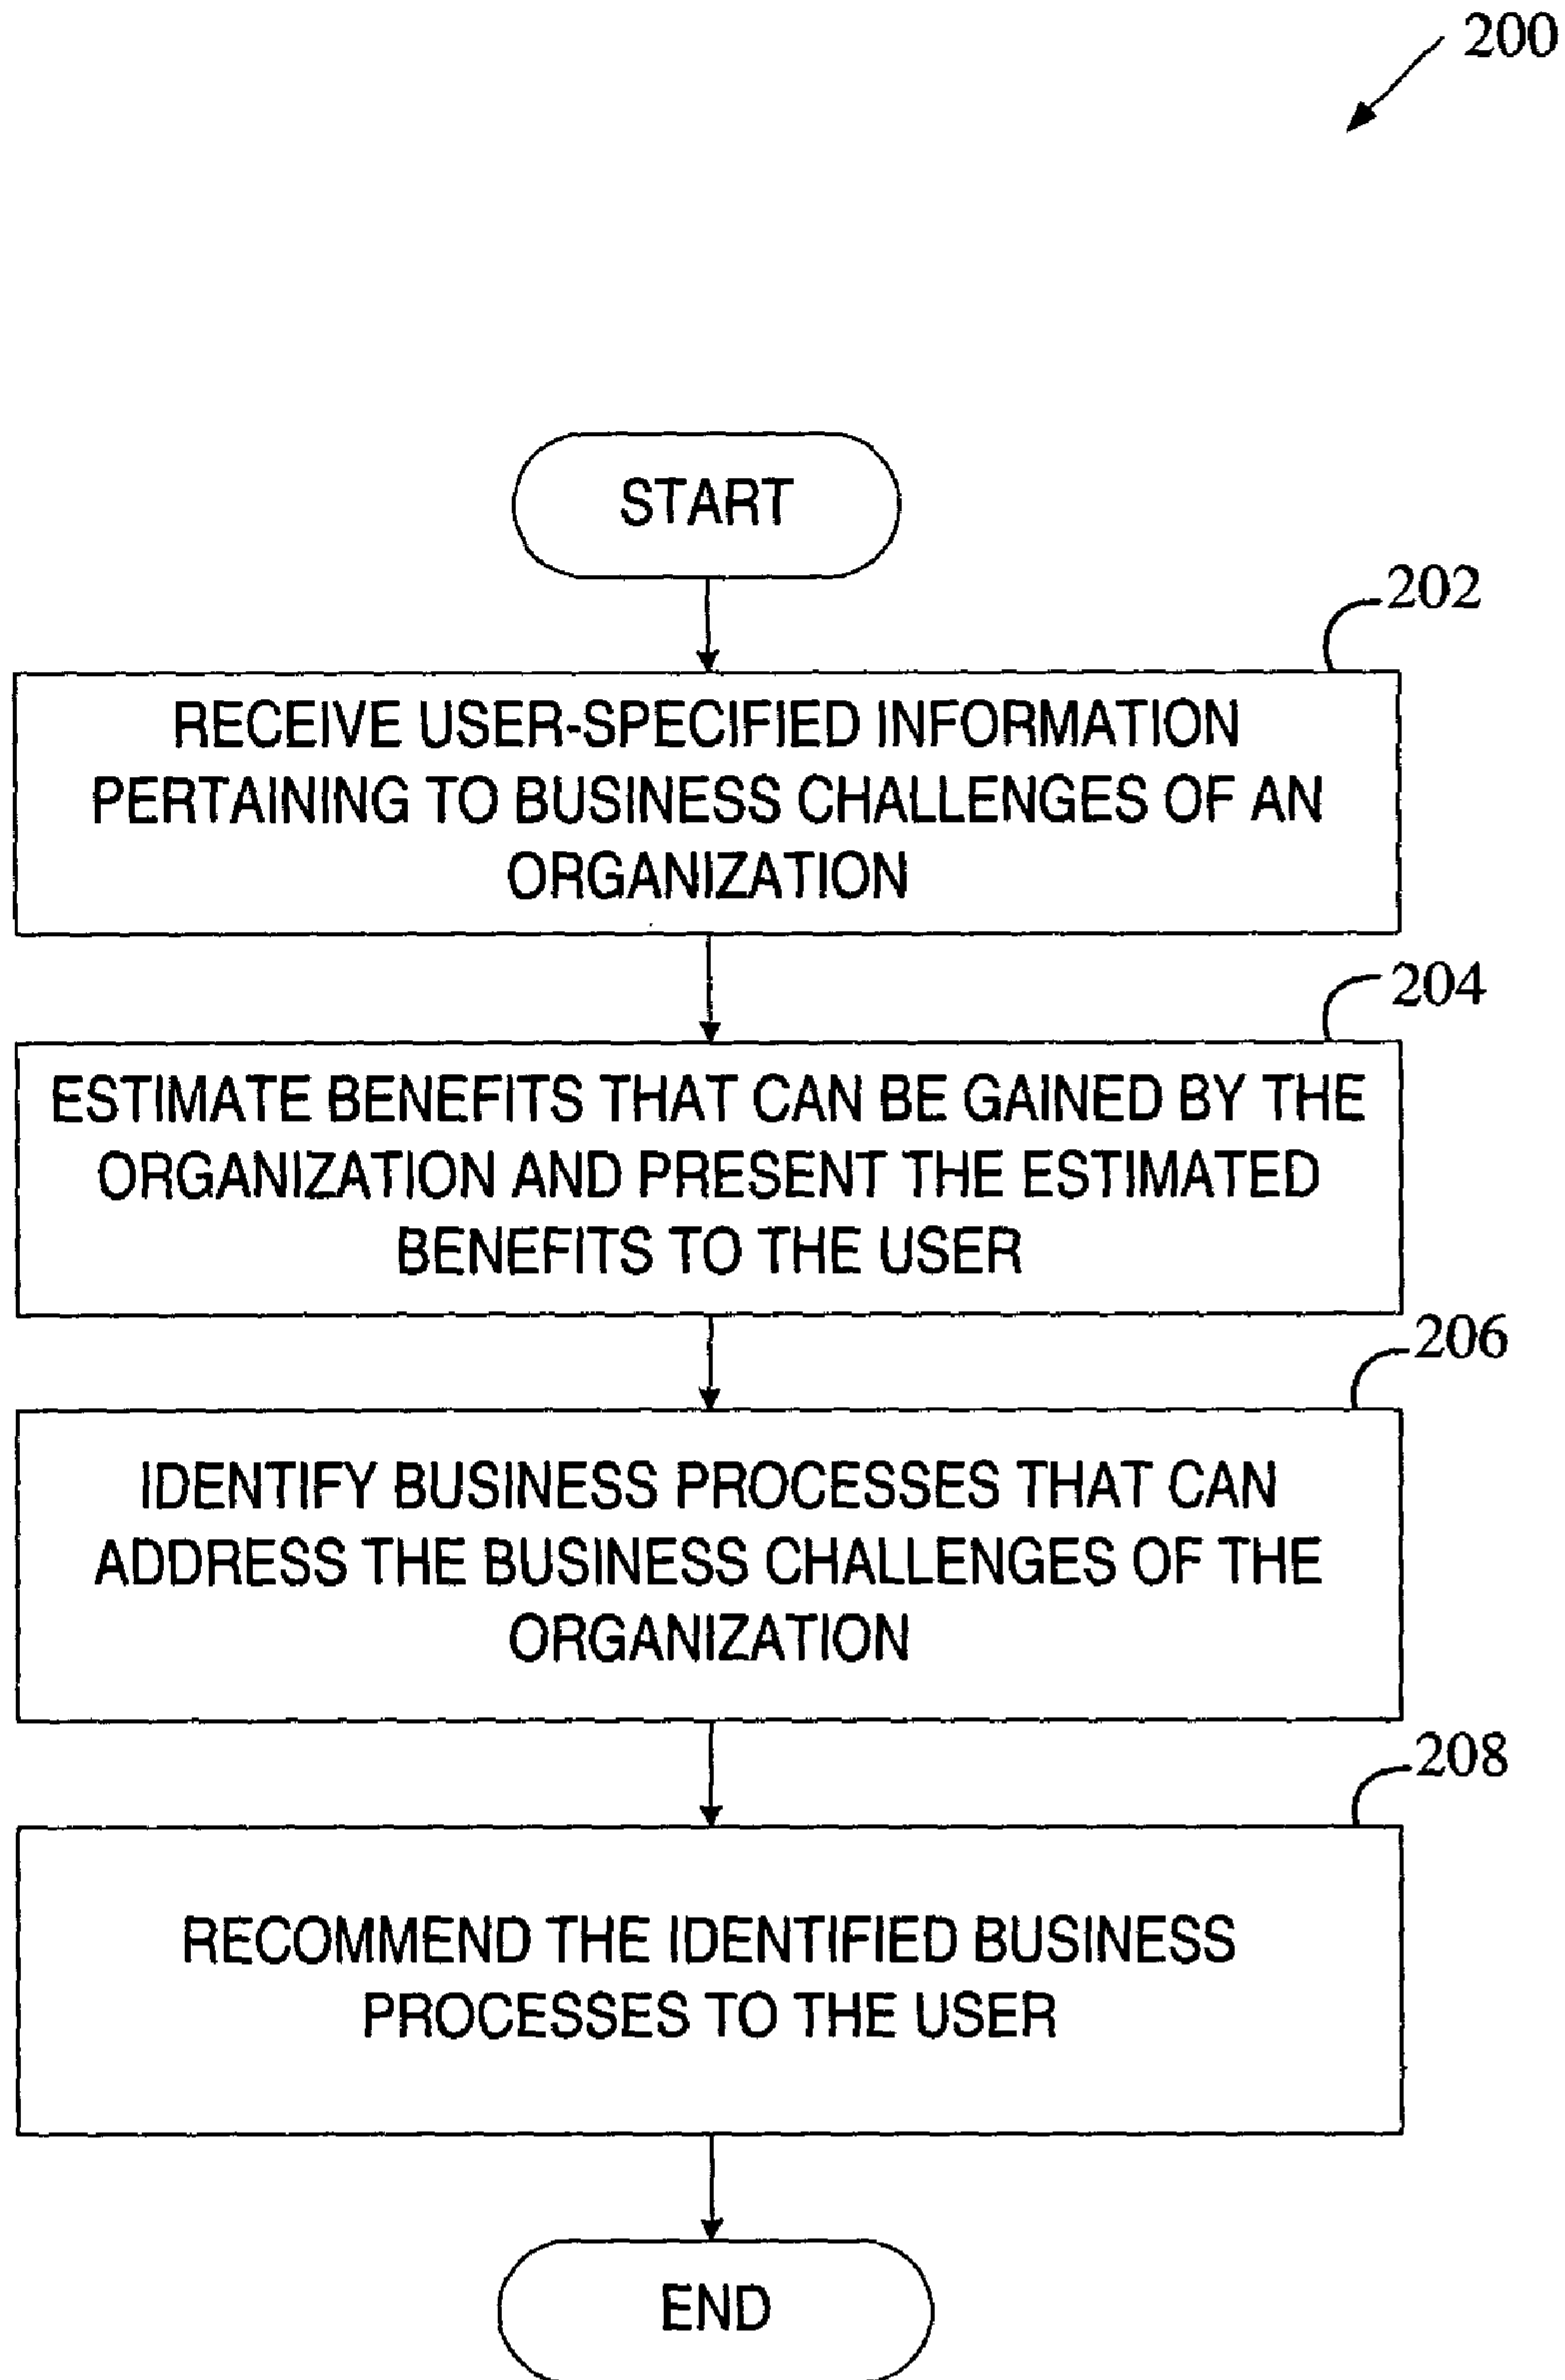 200
START
202
RECEIVE USER-SPECIFIED INFORMATION
PERTAINING TO BUSINESS CHALLENGES OF AN
ORGANIZATION
204
ESTIMATE BENEFITS THAT CAN BE GAINED BY THE
ORGANIZATION AND PRESENT THE ESTIMATED
BENEFITS TO THE USER
206
IDENTIFY BUSINESS PROCESSES THAT CAN
ADDRESS THE BUSINESS CHALLENGES OF THE
ORGANIZATION
208
RECOMMEND THE IDENTIFIED BUSINESS
PROCESSES TO THE USER
END